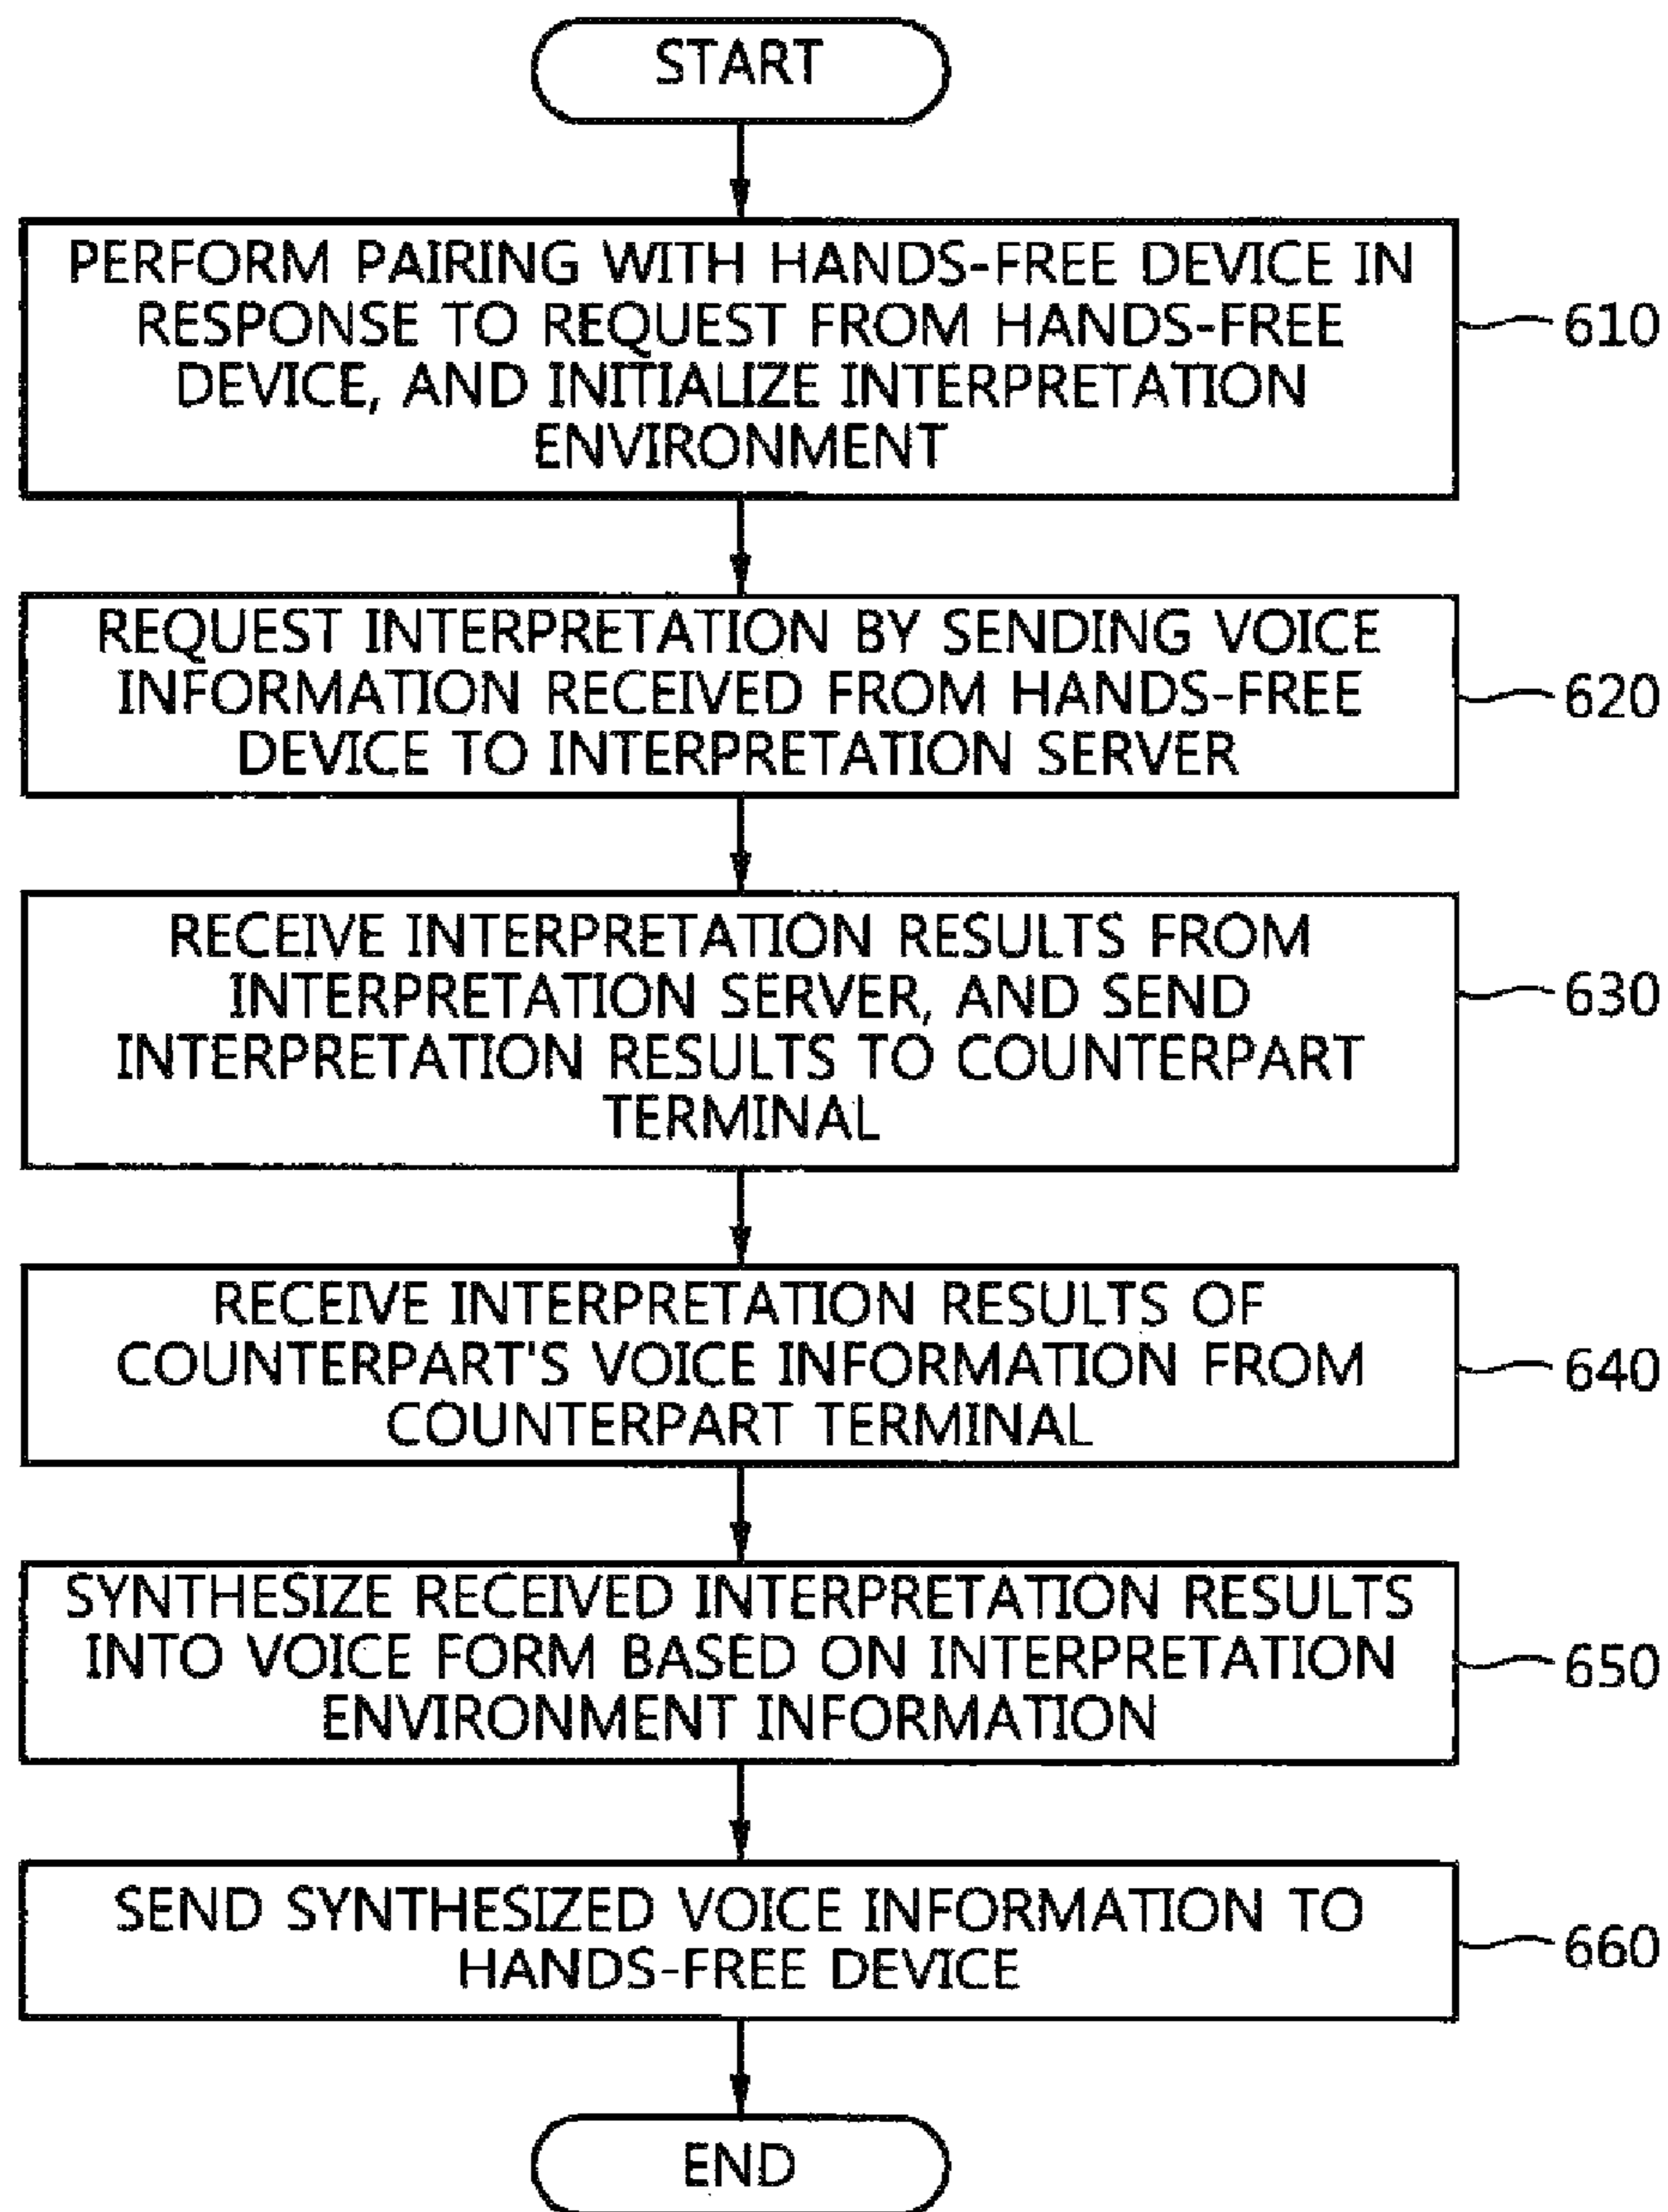 START
PERFORM PAIRING WITH HANDS-FREE DEVICE IN
RESPONSE TO REQUEST FROM HANDS-FREE
DEVICE, AND INITIALIZE INTERPRETATION
ENVIRONMENT
610
REQUEST INTERPRETATION BY SENDING VOICE
INFORMATION RECEIVED FROM HANDS-FREE
DEVICE TO INTERPRETATION SERVER
620
RECEIVE INTERPRETATION RESULTS FROM
INTERPRETATION SERVER, AND SEND
INTERPRETATION RESULTS TO COUNTERPART
TERMINAL
630
RECEIVE INTERPRETATION RESULTS OF
COUNTERPART'S VOICE INFORMATION FROM
COUNTERPART TERMINAL
640
SYNTHESIZE RECEIVED INTERPRETATION RESULTS
INTO VOICE FORM BASED ON INTERPRETATION
ENVIRONMENT INFORMATION
650
SEND SYNTHESIZED VOICE INFORMATION TO
HANDS-FREE DEVICE
660
END